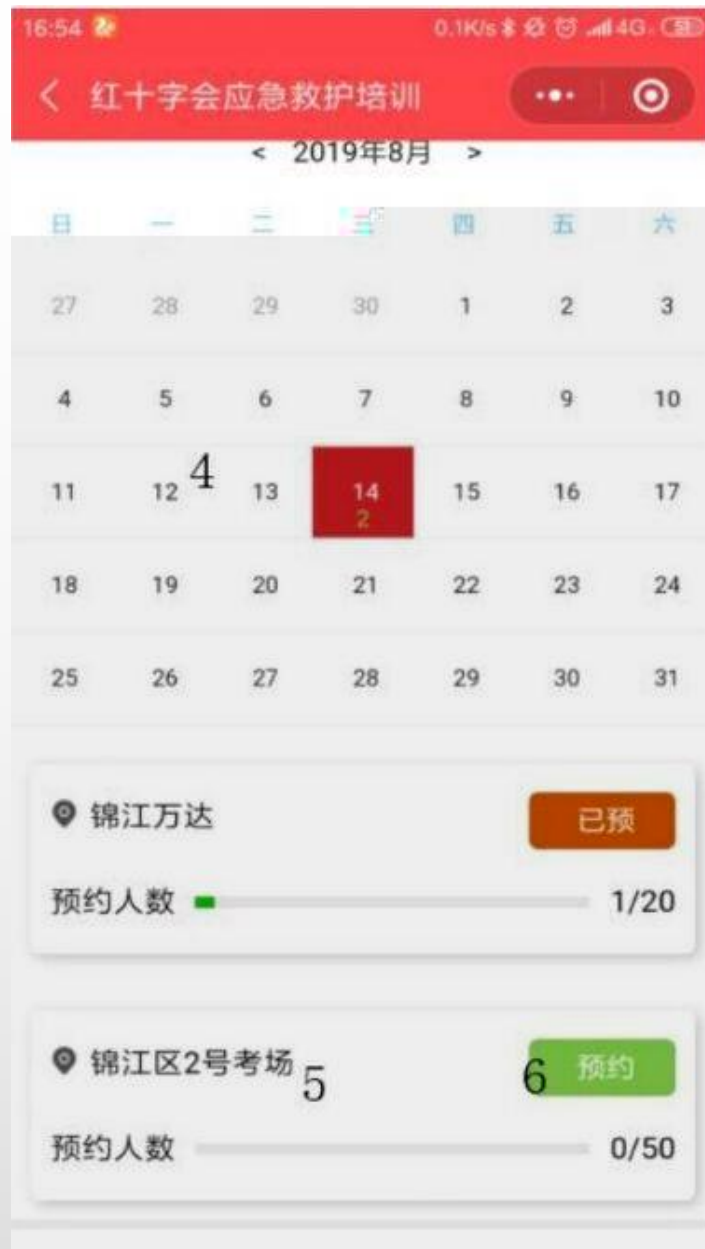 16:54 0.1K/s 4G 53
红十字会应急救护培训
< 2019年8月 >
日 一 二 三 四 五 六
27 28 29 30 1 2 3
4 5 6 7 8 9 10
11 12 4 13 14 15 16 17
2
18 19 20 21 22 23 24
25 26 27 28 29 30 31
锦江万达 已预
预约人数 1/20
锦江区2号考场 5 6 预约
预约人数 0/50